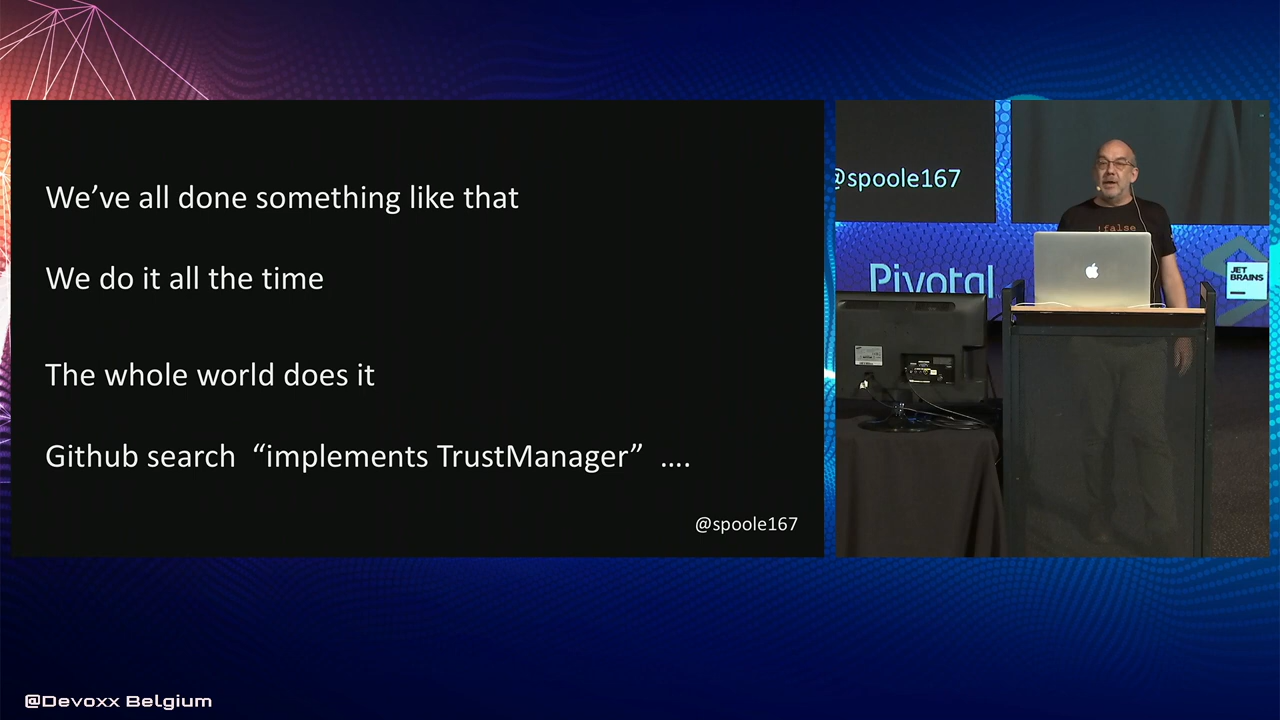 We’ve all done something like that
We do it all the time
The whole world does it
Github search “implements TrustManager” ....
@spoole167
@spoole167
!false
Pivotal
JET
BRAINS
@Devoxx Belgium